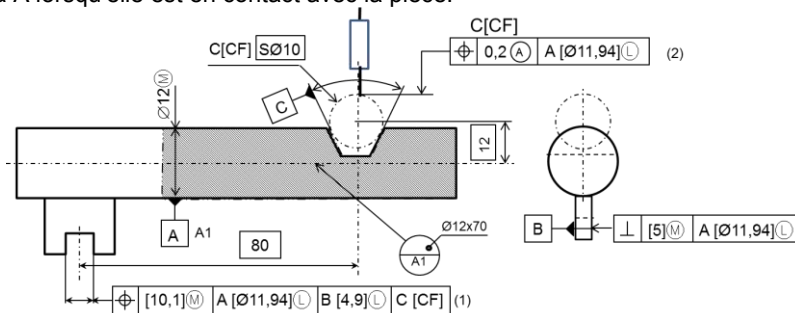 d'A lorsqu'elle est en contact avec la pièce.
C[CF]
C[CF] SØ10
⌖ 0,2 Ⓐ A [Ø11,94]Ⓛ (2)
Ø12Ⓜ
C
12
A A1
80
Ø12x70
A1
B
⊥ [5]Ⓜ A [Ø11,94]Ⓛ
⌖ [10,1]Ⓜ A [Ø11,94]Ⓛ B [4,9]Ⓛ C [CF] (1)